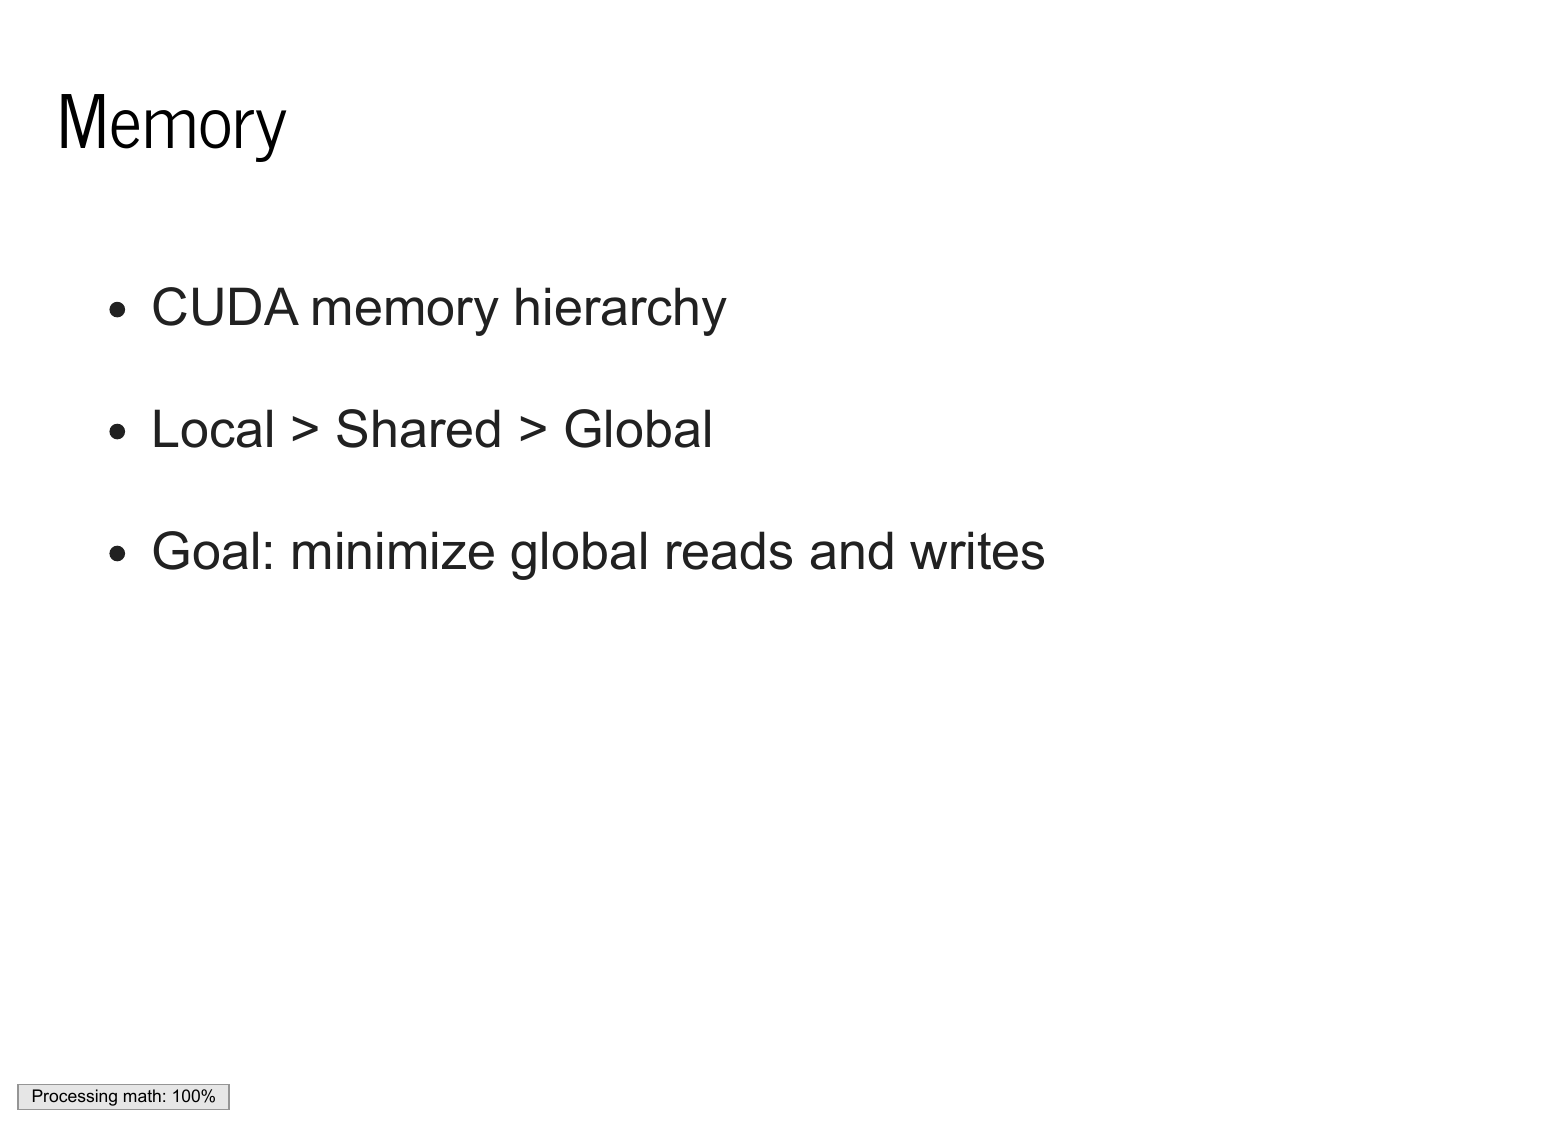 Memory
• CUDA memory hierarchy
• Local > Shared > Global
• Goal: minimize global reads and writes
Processing math: 100%